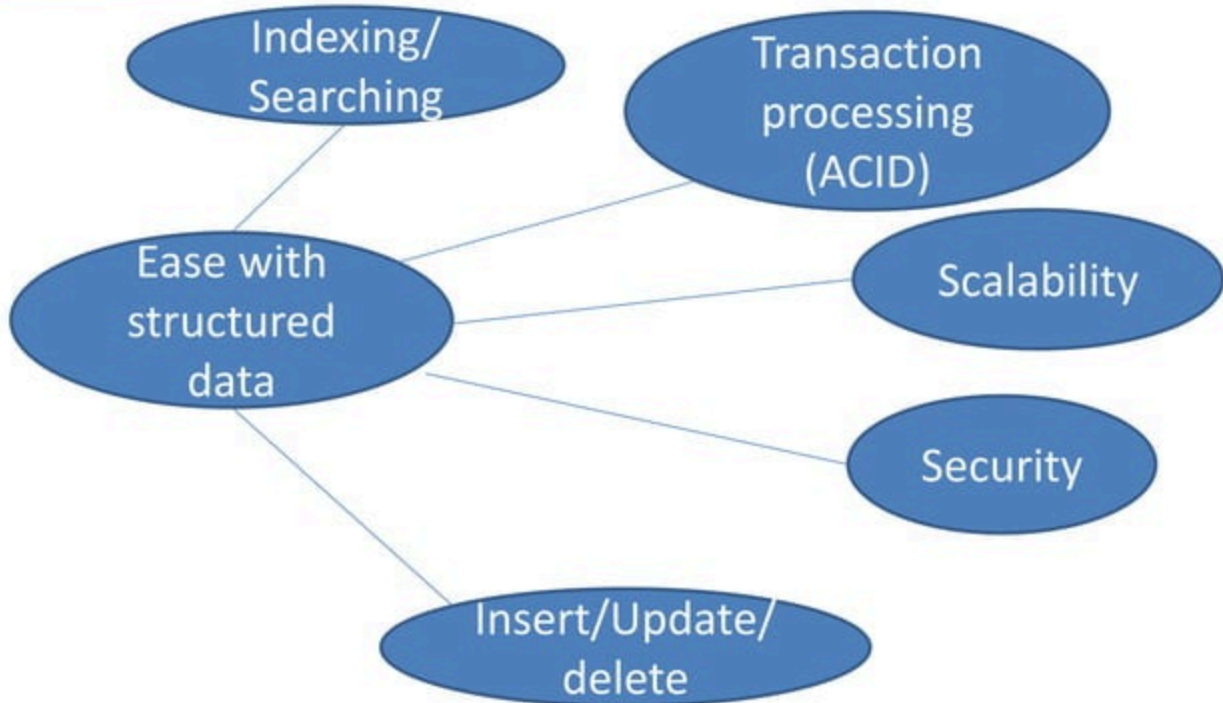 Indexing/
Searching
Transaction
processing
(ACID)
Ease with
structured
data
Scalability
Security
Insert/Update/
delete